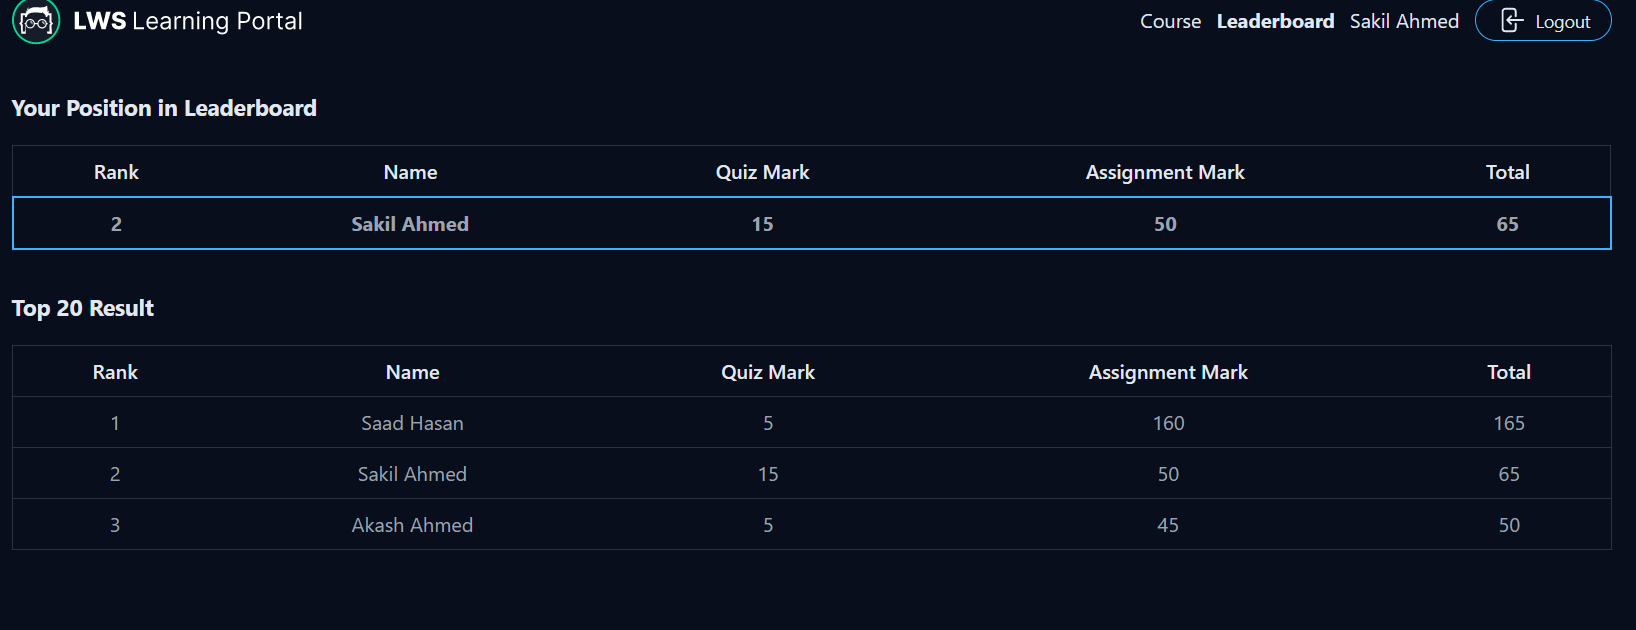 LWS Learning Portal Course Leaderboard Sakil Ahmed Logout
Your Position in Leaderboard
Rank Name Quiz Mark Assignment Mark Total
2 Sakil Ahmed 15 50 65
Top 20 Result
Rank Name Quiz Mark Assignment Mark Total
1 Saad Hasan 5 160 165
2 Sakil Ahmed 15 50 65
3 Akash Ahmed 5 45 50